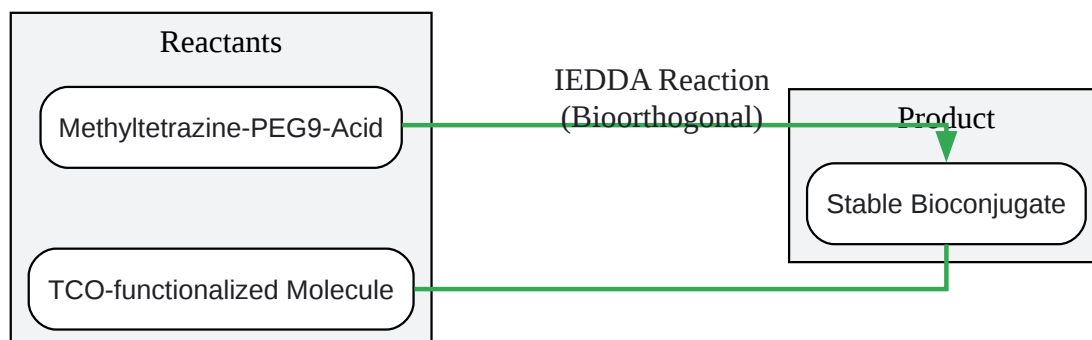 Reactants
Methyltetrazine-PEG9-Acid
TCO-functionalized Molecule
IEDDA Reaction
(Bioorthogonal)
Product
Stable Bioconjugate